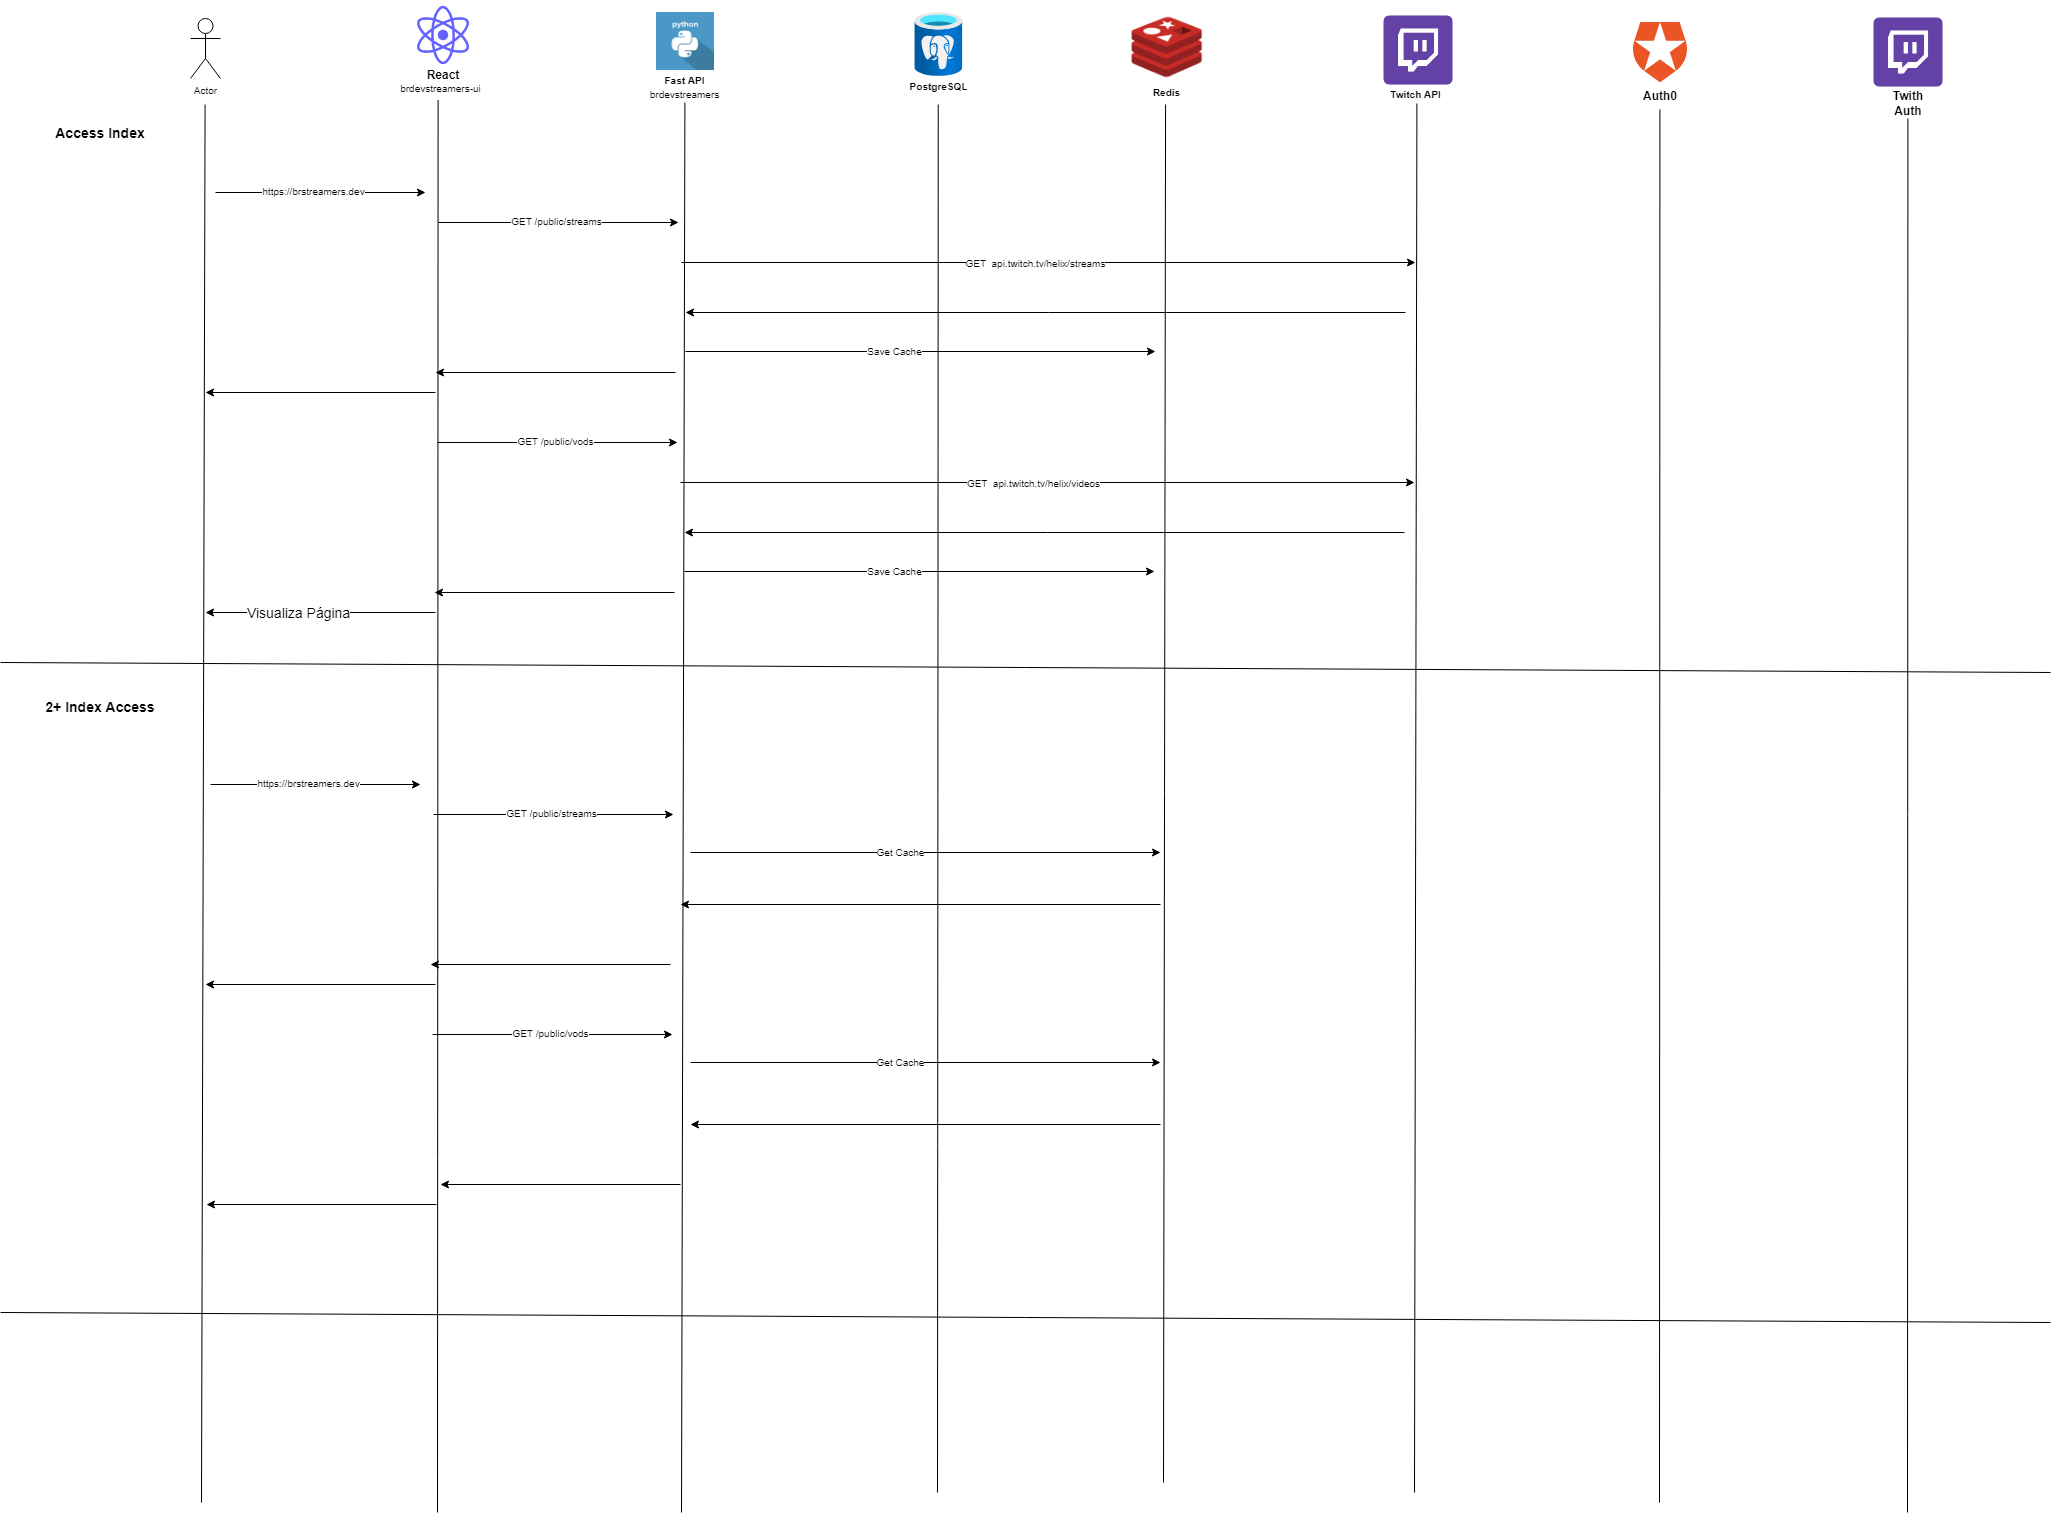 python
Actor
React
brdevstreamers-ui
Fast API
brdevstreamers
PostgreSQL
Redis
Twitch API
Auth0
Twith
Auth
Access Index
https://brstreamers.dev
GET /public/streams
GET  api.twitch.tv/helix/streams
Save Cache
GET /public/vods
GET  api.twitch.tv/helix/videos
Save Cache
Visualiza Página
2+ Index Access
https://brstreamers.dev
GET /public/streams
Get Cache
GET /public/vods
Get Cache